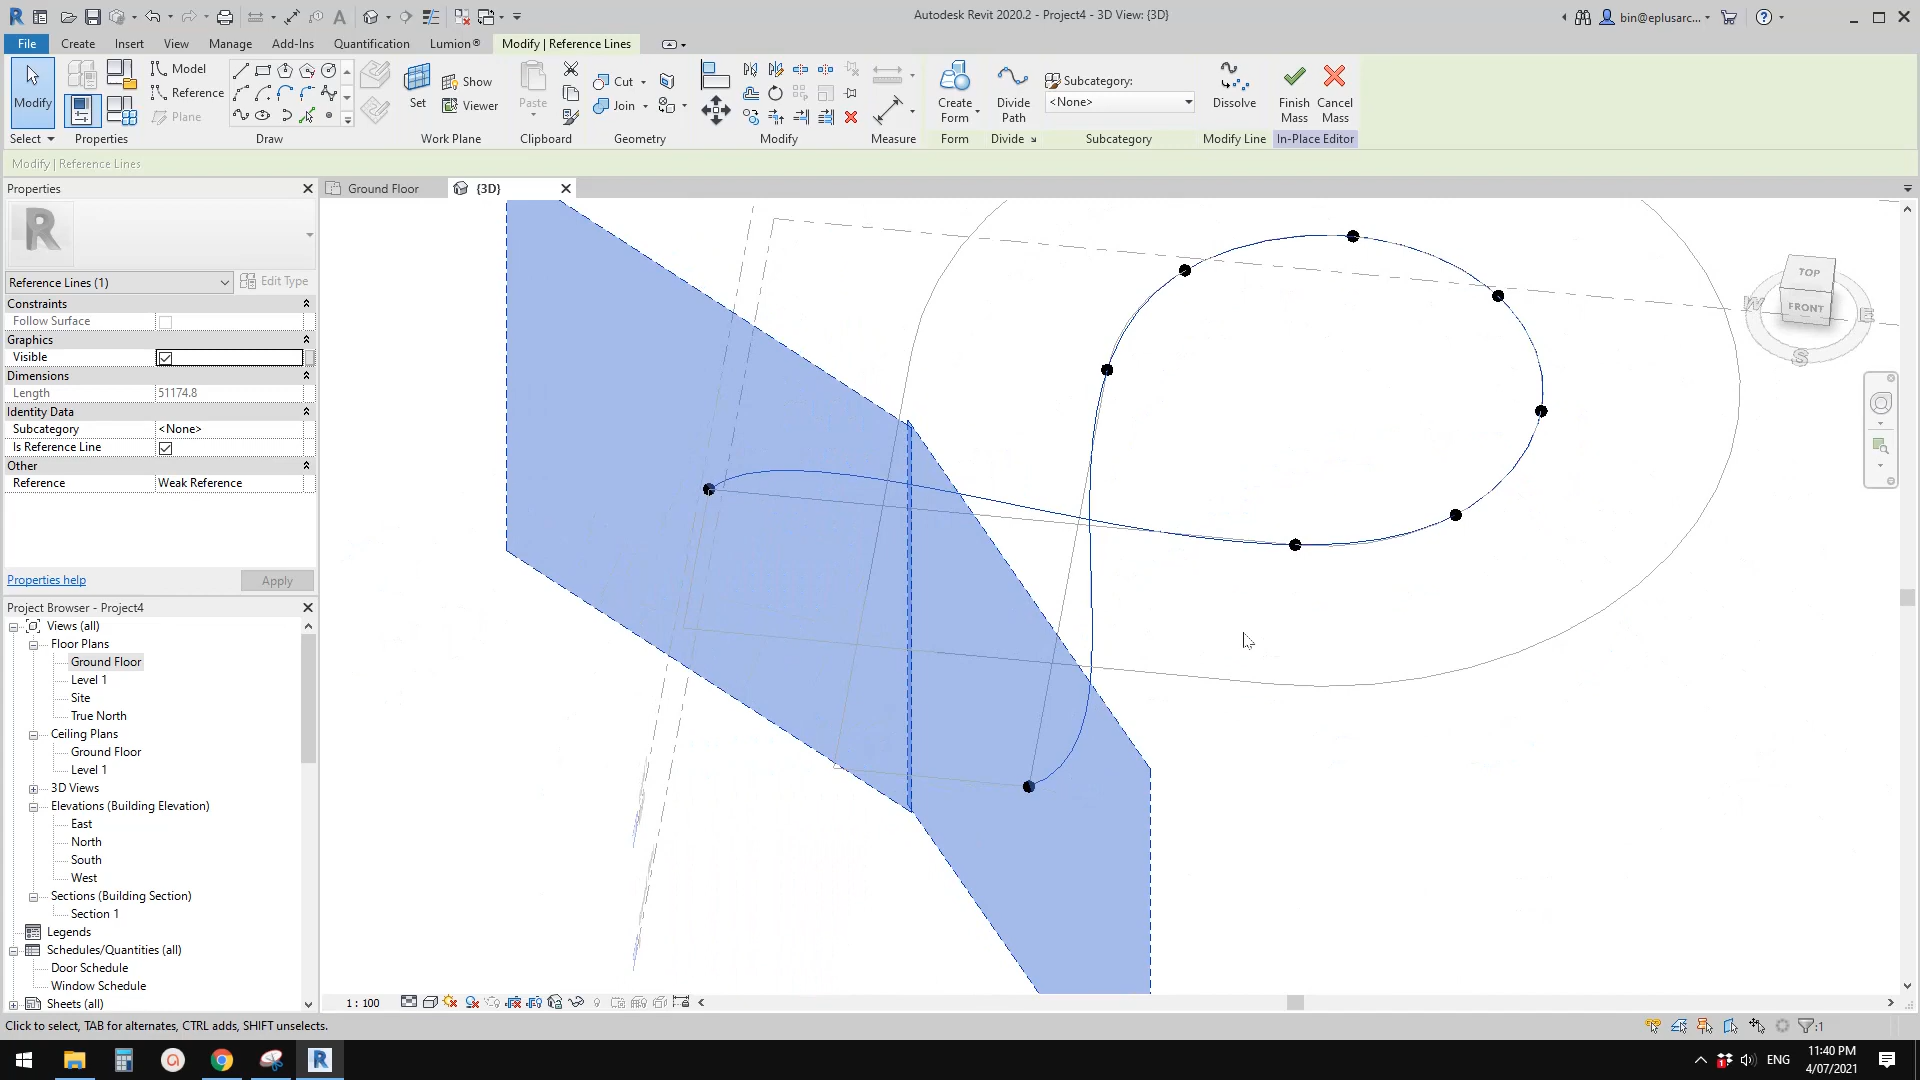 Autodesk Revit 2020.2 - Project4 - 3D View: {3D}
bin@eplusarc...
File Create Insert View Manage Add-Ins Quantification Lumion® Modify | Reference Lines
Modify
Select
Properties
Model
Reference
Plane
Draw
Set
Show
Viewer
Work Plane
Paste
Clipboard
Cut
Join
Geometry
Modify
Measure
Create
Form
Form
Divide
Path
Divide
Subcategory:
<None>
Subcategory
Dissolve
Modify Line
Finish
Mass
Cancel
Mass
In-Place Editor
Modify | Reference Lines
Properties
Ground Floor
{3D}
R
Reference Lines (1)
Edit Type
Constraints
Follow Surface
Graphics
Visible
Dimensions
Length 51174.8
Identity Data
Subcategory <None>
Is Reference Line
Other
Reference Weak Reference
Properties help
Apply
Project Browser - Project4
Views (all)
Floor Plans
Ground Floor
Level 1
Site
True North
Ceiling Plans
Ground Floor
Level 1
3D Views
Elevations (Building Elevation)
East
North
South
West
Sections (Building Section)
Section 1
Legends
Schedules/Quantities (all)
Door Schedule
Window Schedule
Sheets (all)
TOP
FRONT
W
E
S
1 : 100
Click to select, TAB for alternates, CTRL adds, SHIFT unselects.
:1
ENG
11:40 PM
4/07/2021